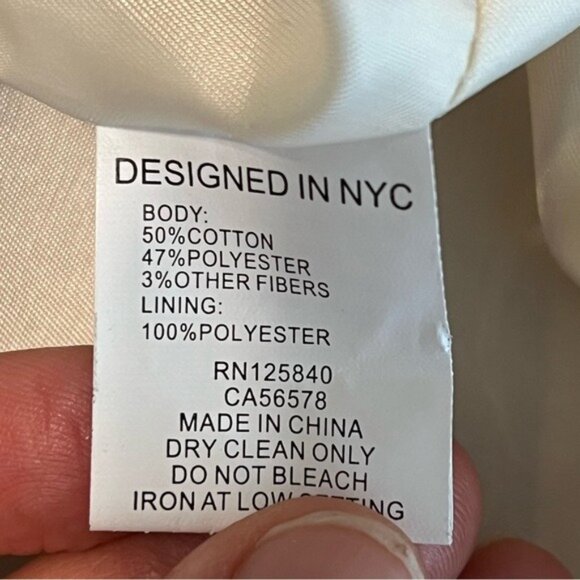 DESIGNED IN NYC
BODY:
50%COTTON
47%POLYESTER
3%OTHER FIBERS
LINING:
100%POLYESTER
RN125840
CA56578
MADE IN CHINA
DRY CLEAN ONLY
DO NOT BLEACH
IRON AT LOW SETTING